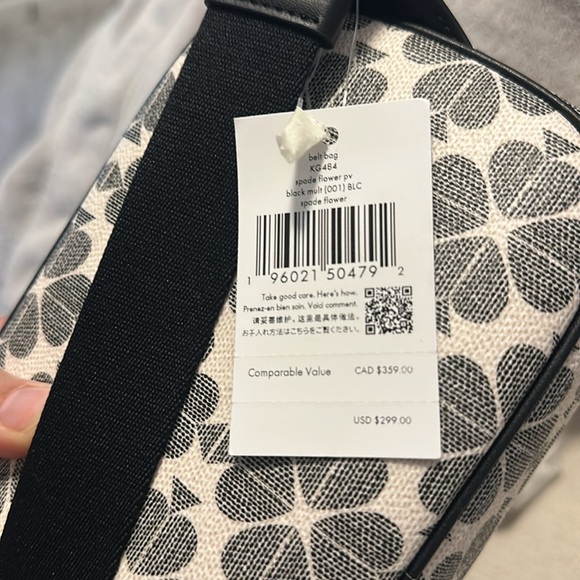 belt bag
KG484
spade flower pv
black mult (001) BLC
spade flower
1 96021 50479 2
Take good care. Here's how.
Prenez-en bien soin. Void comment.
请妥善维护。这里是具体做法。
お手入れ方法はこちらをご覧ください。
Comparable Value CAD $359.00
USD $299.00